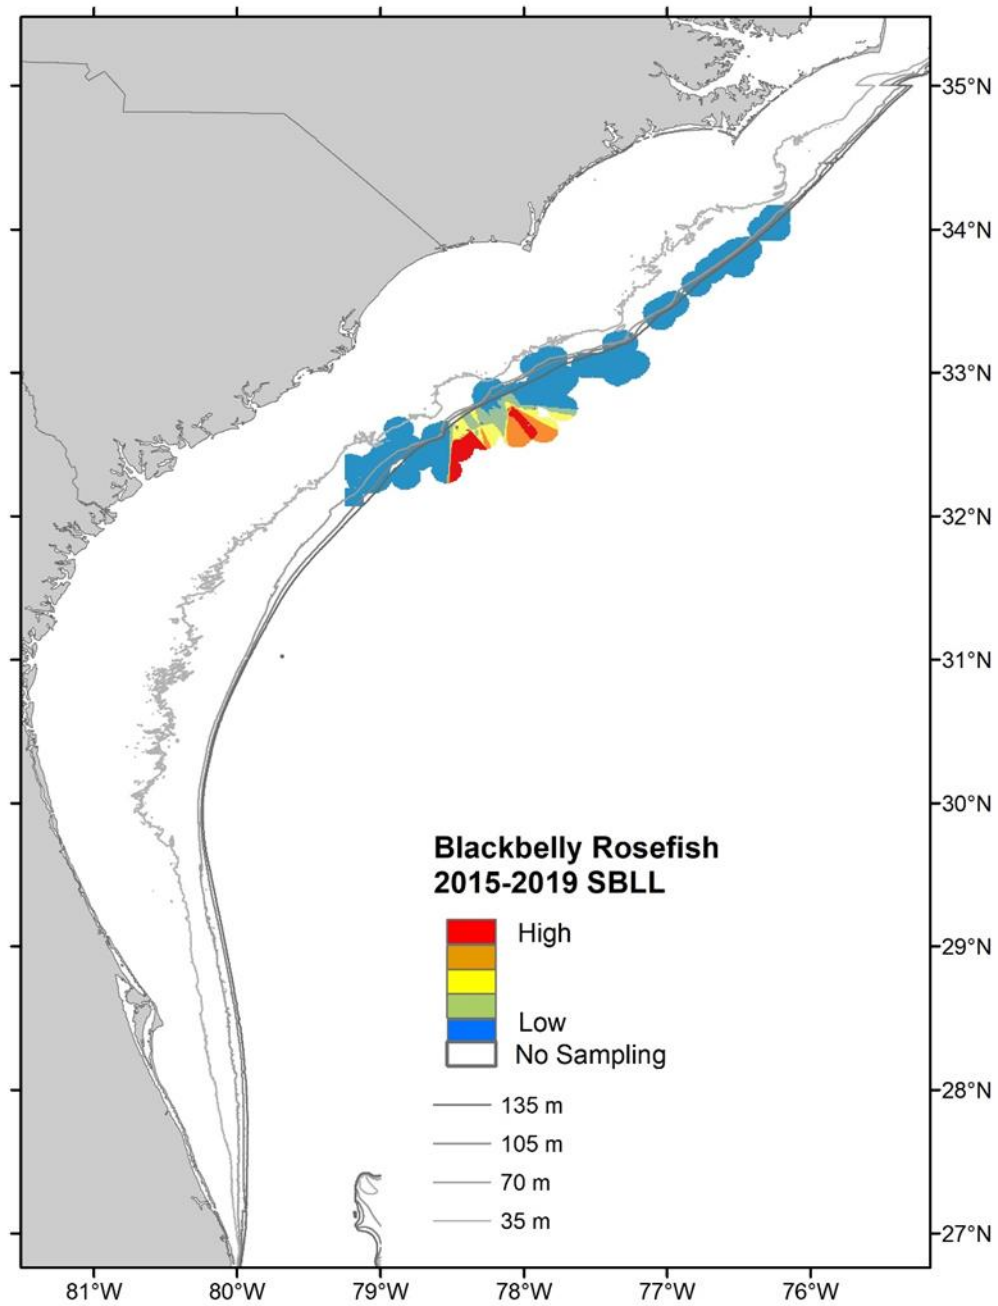 35°N
34°N
33°N
32°N
31°N
30°N
Blackbelly Rosefish
2015-2019 SBLL
High
29°N
Low
No Sampling
135 m
28°N
105 m
70 m
35 m
27°N
81°W 80°W 79°W 78°W 77°W 76°W